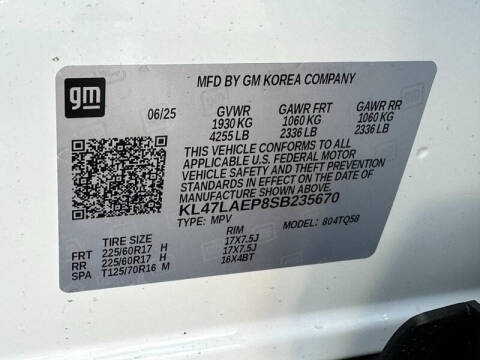 gm
MFD BY GM KOREA COMPANY
06/25 GVWR GAWR FRT GAWR RR
1930 KG 1060 KG 1060 KG
4255 LB 2336 LB 2336 LB
THIS VEHICLE CONFORMS TO ALL
APPLICABLE U.S. FEDERAL MOTOR
VEHICLE SAFETY AND THEFT PREVENTION
STANDARDS IN EFFECT ON THE DATE OF
MANUFACTURE SHOWN ABOVE.
KL47LAEP8SB235670
TYPE: MPV MODEL: 804TQ58
TIRE SIZE RIM
FRT 225/60R17 H 17X7.5J
RR 225/60R17 H 17X7.5J
SPA T125/70R16 M 16X4BT